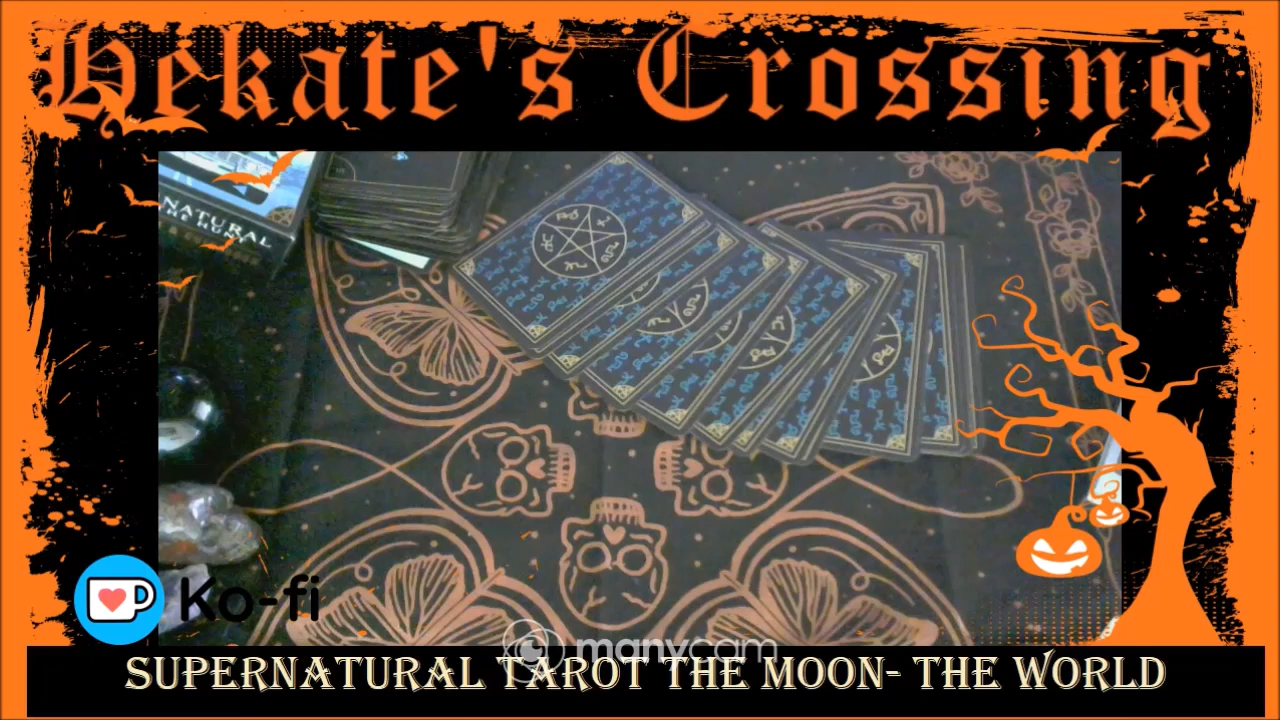 Hekate's Crossing
NATURAL
Ko-fi
manycam
SUPERNATURAL TAROT THE MOON- THE WORLD